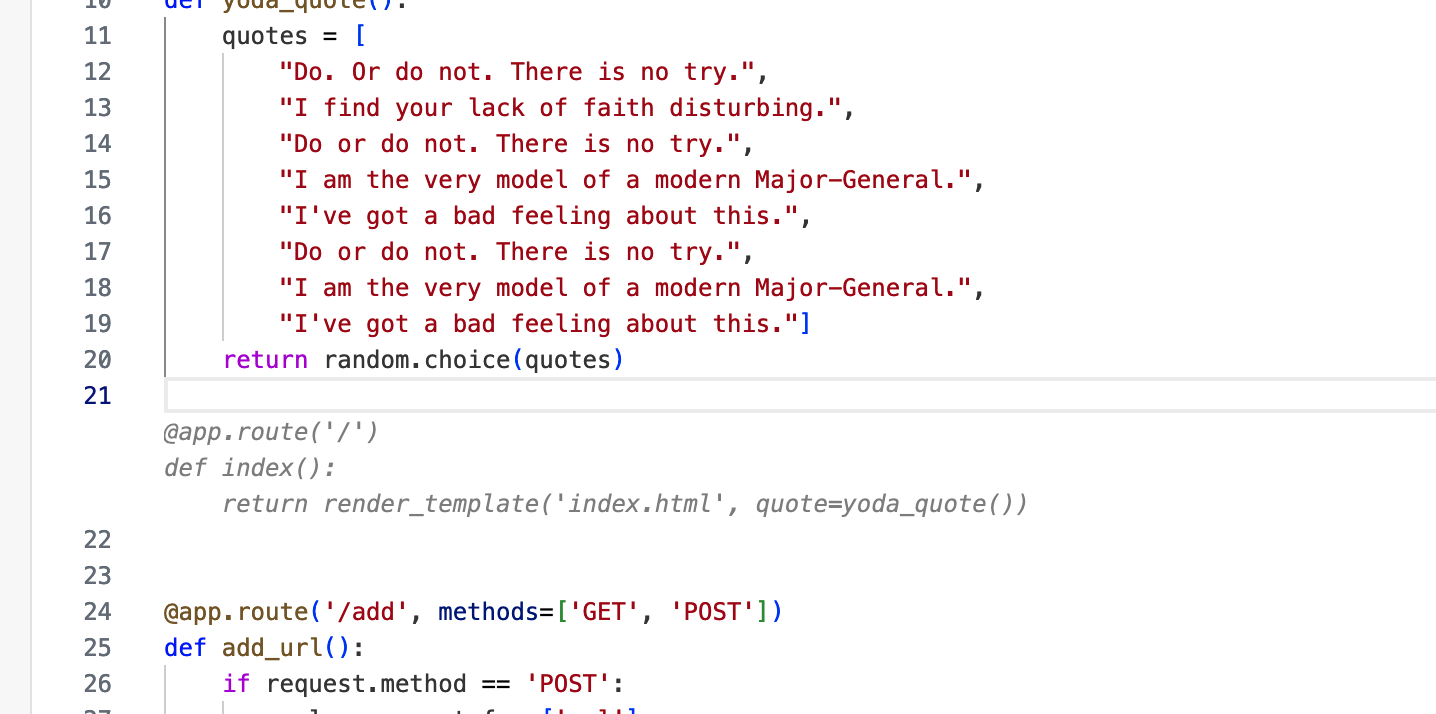 10 def yoda_quote():
11     quotes = [
12         "Do. Or do not. There is no try.",
13         "I find your lack of faith disturbing.",
14         "Do or do not. There is no try.",
15         "I am the very model of a modern Major-General.",
16         "I've got a bad feeling about this.",
17         "Do or do not. There is no try.",
18         "I am the very model of a modern Major-General.",
19         "I've got a bad feeling about this."]
20     return random.choice(quotes)
21
@app.route('/')
def index():
    return render_template('index.html', quote=yoda_quote())
22
23
24 @app.route('/add', methods=['GET', 'POST'])
25 def add_url():
26     if request.method == 'POST':
27